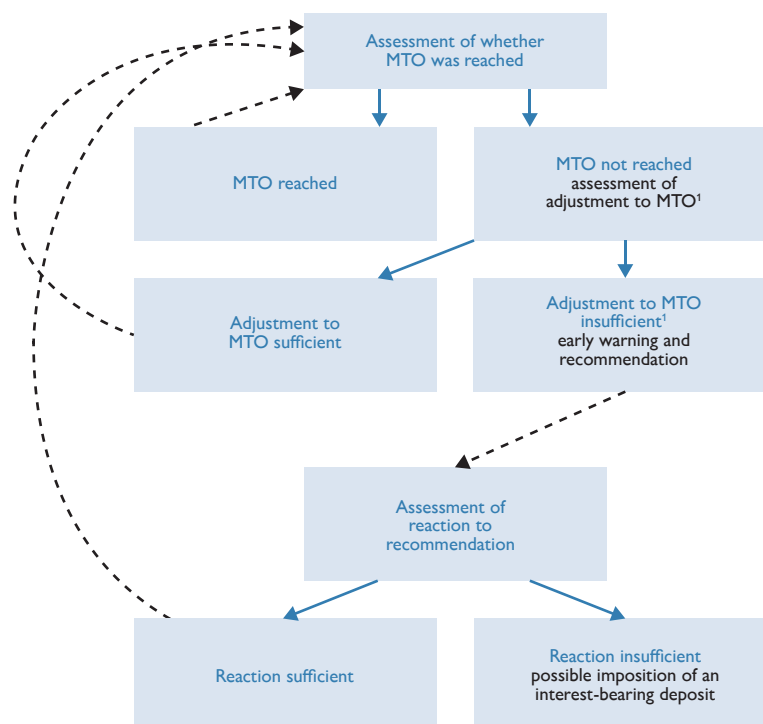 Assessment of whether
MTO was reached
MTO reached
MTO not reached
assessment of
adjustment to MTO¹
Adjustment to
MTO sufficient
Adjustment to MTO
insufficient¹
early warning and
recommendation
Assessment of
reaction to
recommendation
Reaction sufficient
Reaction insufficient
possible imposition of an
interest-bearing deposit